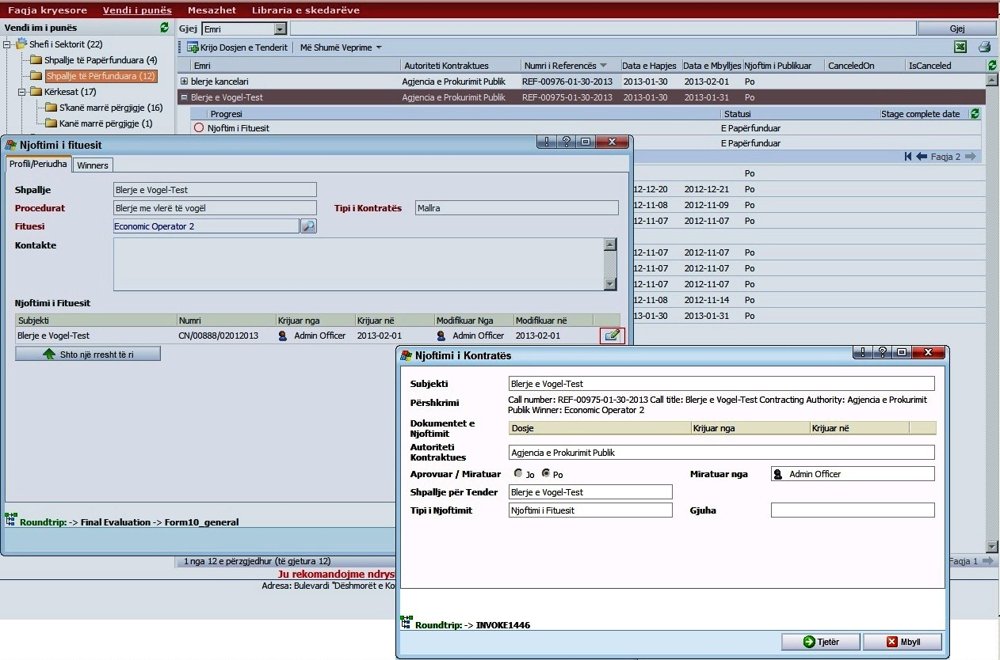 Faqja kryesore Vendi i punës Mesazhet Libraria e skedarëve
Vendi im i punës
Gjej Emri Gjej
Shefi i Sektorit (22)
Shpallje të Papërfunduara (4)
Shpallje të Përfunduara (12)
Kërkesat (17)
S'kanë marrë përgjigje (16)
Kanë marrë përgjigje (1)
Krijo Dosjen e Tenderit Më Shumë Veprime
Emri Autoriteti Kontraktues Numri i Referencës Data e Hapjes Data e Mbylljes Njoftim i Publikuar CanceledOn IsCanceled
blerje kancelari Agjencia e Prokurimit Publik REF-00976-01-30-2013 2013-01-30 2013-02-01 Po
Blerje e Vogel-Test Agjencia e Prokurimit Publik REF-00975-01-30-2013 2013-01-30 2013-01-31 Po
Progresi Statusi Stage complete date
Njoftim i Fituesit E Papërfunduar
E Papërfunduar
Faqja 2
Po
12-12-20 2012-12-21 Po
12-11-08 2012-11-09 Po
12-11-07 2012-11-07 Po
12-11-07 2012-11-07 Po
12-11-07 2012-11-07 Po
12-11-07 2012-11-07 Po
12-11-08 2012-11-14 Po
13-01-30 2013-01-31 Po
Njoftimi i fituesit
Profili/Periudha Winners
Shpallje Blerje e Vogel-Test
Procedurat Blerje me vlerë të vogël Tipi i Kontratës Mallra
Fituesi Economic Operator 2
Kontakte
Njoftimi i Fituesit
Subjekti Numri Krijuar nga Krijuar në Modifikuar Nga Modifikuar në
Blerje e Vogel-Test CN/00888/02012013 Admin Officer 2013-02-01 Admin Officer 2013-02-01
Shto një rresht të ri
Roundtrip: -> Final Evaluation -> Form10_general
1 nga 12 e përzgjedhur (të gjetura 12)
Faqja 1
Ju rekomandojme ndrys
Adresa: Bulevardi "Dëshmorët e Ko
Njoftimi i Kontratës
Subjekti Blerje e Vogel-Test
Përshkrimi Call number: REF-00975-01-30-2013 Call title: Blerje e Vogel-Test Contracting Authority: Agjencia e Prokurimit
Publik Winner: Economic Operator 2
Dokumentet e
Njoftimit
Dosje Krijuar nga Krijuar në
Autoriteti
Kontraktues
Agjencia e Prokurimit Publik
Aprovuar / Miratuar Jo Po Miratuar nga Admin Officer
Shpallje për Tender Blerje e Vogel-Test
Tipi i Njoftimit Njoftimi i Fituesit Gjuha
Roundtrip: -> INVOKE1446
Tjetër Mbyll